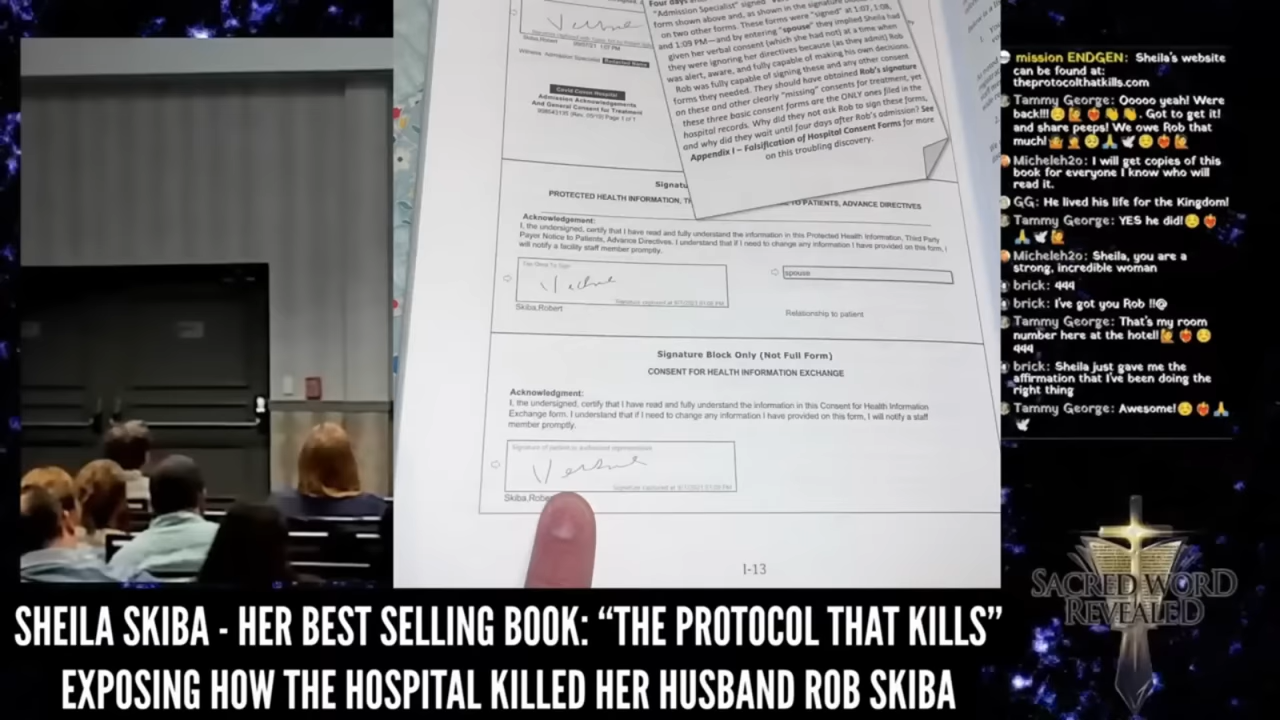 Skiba,Robert
Covid Coxon Hospital
Admission Acknowledgements
And General Consent for Treatment
Four days
"Admission Specialist" signed
form shown above and, as shown in the signature
on two other forms. These forms were "signed" at 1:07, 1:08,
and 1:09 PM—and by entering "spouse" they implied Sheila had
given her verbal consent (which she had not) at a time when
they were ignoring her directives because (as they admit) Rob
was alert, aware, and fully capable of making his own decisions.
Rob was fully capable of signing these and any other consent
forms they needed. They should have obtained Rob's signature
on these and other clearly "missing" consents for treatment, yet
these three basic consent forms are the ONLY ones filed in the
hospital records. Why did they not ask Rob to sign these forms,
and why did they wait until four days after Rob's admission? See
Appendix I – Falsification of Hospital Consent Forms for more
on this troubling discovery.
Signatu
PROTECTED HEALTH INFORMATION, TH
TO PATIENTS, ADVANCE DIRECTIVES
Acknowledgement:
I, the undersigned, certify that I have read and fully understand the information in this Protected Health Information, Third Party
Payor Notice to Patients, Advance Directives. I understand that if I need to change any information I have provided on this form, I
will notify a facility staff member promptly.
spouse
Skiba,Robert
Relationship to patient
Signature Block Only (Not Full Form)
CONSENT FOR HEALTH INFORMATION EXCHANGE
Acknowledgment:
I, the undersigned, certify that I have read and fully understand the information in this Consent for Health Information
Exchange form. I understand that if I need to change any information I have provided on this form, I will notify a staff
member promptly.
Signature of patient or authorized representative
Verbal
Skiba,Rober
I-13
mission ENDGEN: Sheila's website
can be found at:
theprotocolthatkills.com
Tammy George: Ooooo yeah! Were
back!!! . Got to get it!
and share peeps! We owe Rob that
much!
Micheleh2o: I will get copies of this
book for everyone I know who will
read it.
GG: He lived his life for the Kingdom!
Tammy George: YES he did!
Micheleh2o: Sheila, you are a
strong, incredible woman
brick: 444
brick: I've got you Rob !!
Tammy George: That's my room
number here at the hotel!
444
brick: Sheila just gave me the
affirmation that I've been doing the
right thing
Tammy George: Awesome!
SACRED WORD
REVEALED
SHEILA SKIBA - HER BEST SELLING BOOK: “THE PROTOCOL THAT KILLS”
EXPOSING HOW THE HOSPITAL KILLED HER HUSBAND ROB SKIBA